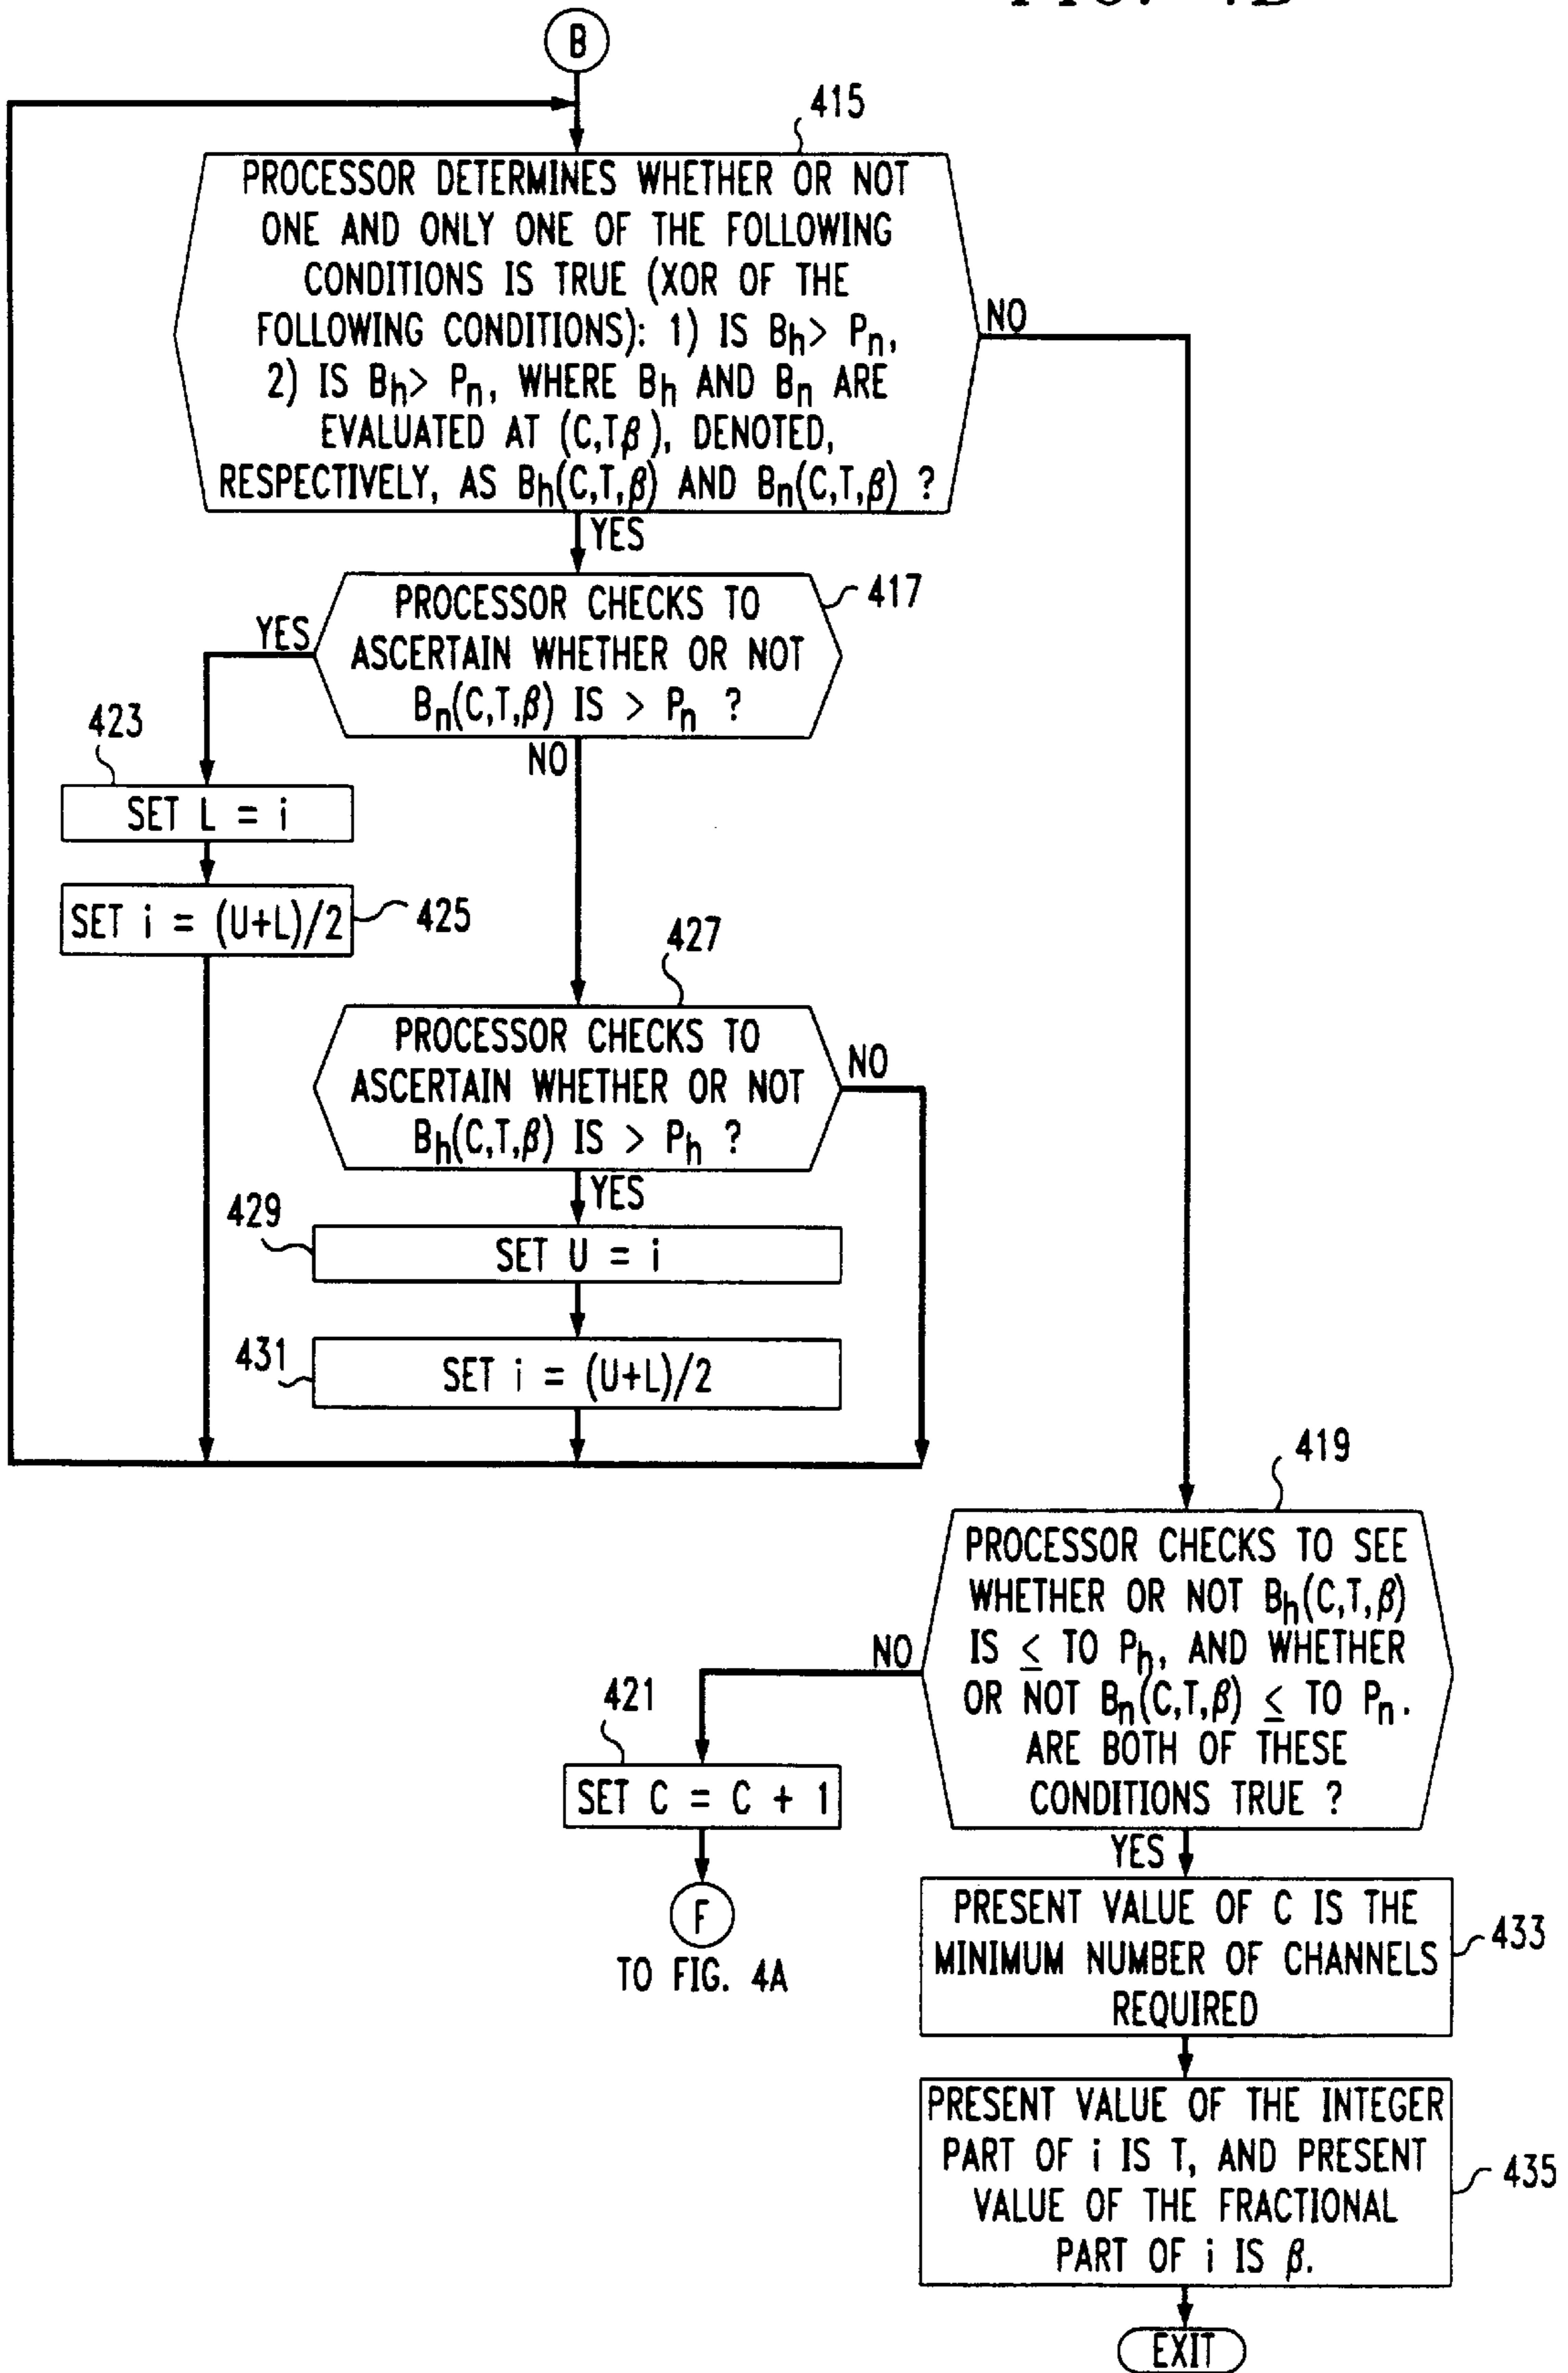 FIG. 4B
B
415
PROCESSOR DETERMINES WHETHER OR NOT
ONE AND ONLY ONE OF THE FOLLOWING
CONDITIONS IS TRUE (XOR OF THE
FOLLOWING CONDITIONS): 1) IS Bh> Pn,
2) IS Bh> Pn, WHERE Bh AND Bn ARE
EVALUATED AT (C,Tβ), DENOTED,
RESPECTIVELY, AS Bh(C,T,β) AND Bn(C,T,β) ?
NO
YES
417
PROCESSOR CHECKS TO
ASCERTAIN WHETHER OR NOT
Bn(C,T,β) IS > Pn ?
YES
NO
423
SET L = i
SET i = (U+L)/2
425
427
PROCESSOR CHECKS TO
ASCERTAIN WHETHER OR NOT
Bh(C,T,β) IS > Ph ?
NO
YES
429
SET U = i
431
SET i = (U+L)/2
419
PROCESSOR CHECKS TO SEE
WHETHER OR NOT Bh(C,T,β)
IS ≤ TO Ph, AND WHETHER
OR NOT Bn(C,T,β) ≤ TO Pn.
ARE BOTH OF THESE
CONDITIONS TRUE ?
NO
421
SET C = C + 1
F
TO FIG. 4A
YES
PRESENT VALUE OF C IS THE
MINIMUM NUMBER OF CHANNELS
REQUIRED
433
PRESENT VALUE OF THE INTEGER
PART OF i IS T, AND PRESENT
VALUE OF THE FRACTIONAL
PART OF i IS β.
435
EXIT